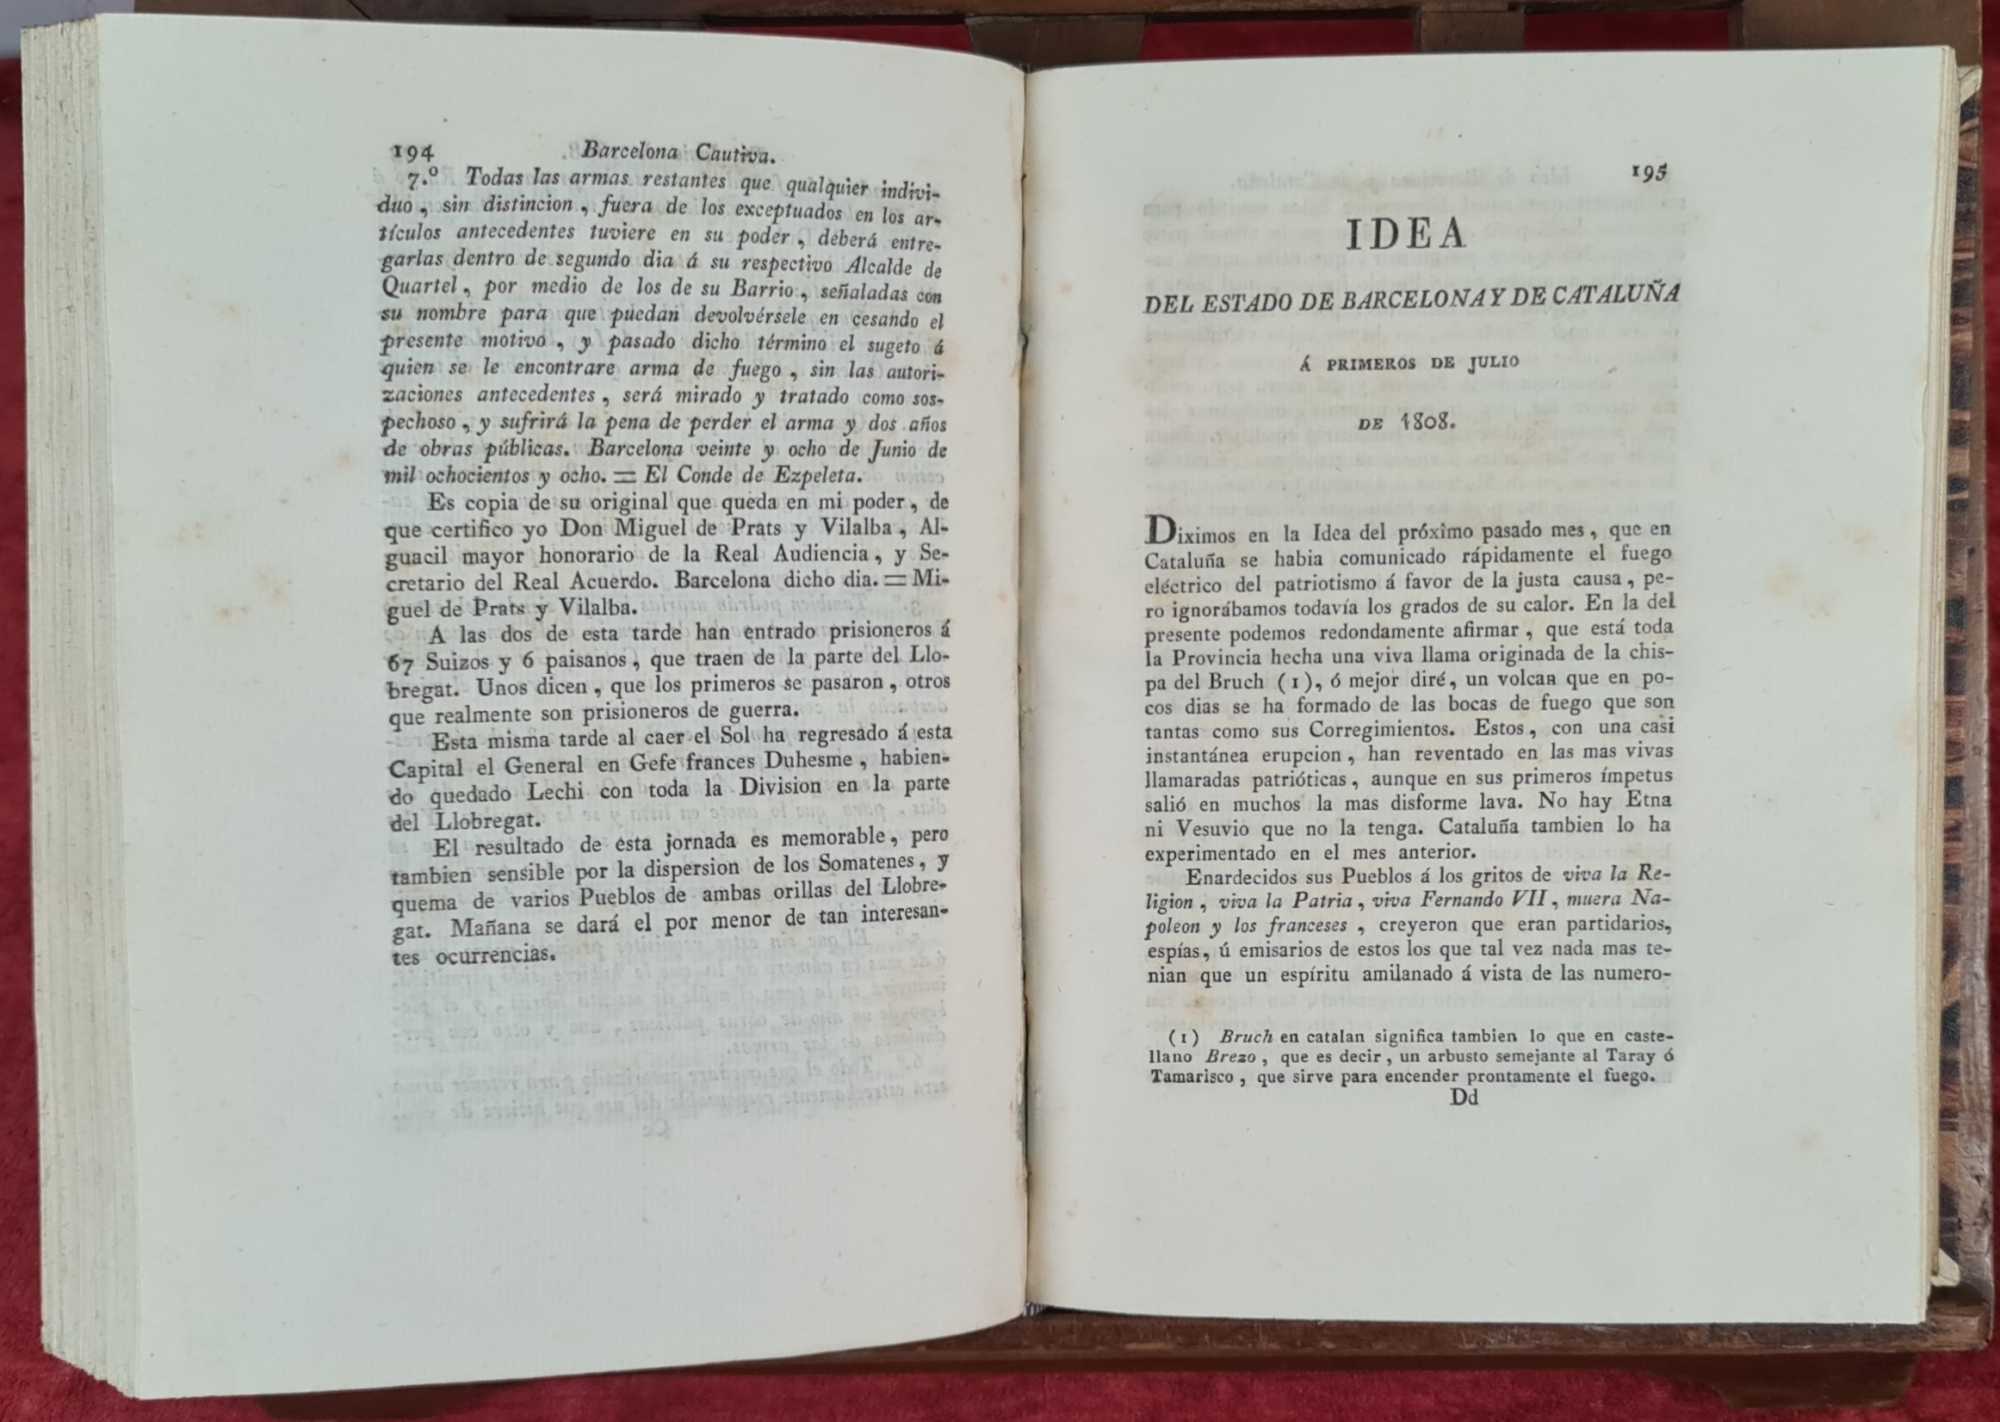 194 Barcelona Cautiva.
7.º Todas las armas restantes que qualquier indivi-
duo, sin distincion, fuera de los exceptuados en los ar-
tículos antecedentes tuviere en su poder, deberá entre-
garlas dentro de segundo dia á su respectivo Alcalde de
Quartel, por medio de los de su Barrio, señaladas con
su nombre para que puedan devolvérsele en cesando el
presente motivo, y pasado dicho término el sugeto á
quien se le encontrare arma de fuego, sin las autori-
zaciones antecedentes, será mirado y tratado como sos-
pechoso, y sufrirá la pena de perder el arma y dos años
de obras públicas. Barcelona veinte y ocho de Junio de
mil ochocientos y ocho. = El Conde de Ezpeleta.
Es copia de su original que queda en mi poder, de
que certifico yo Don Miguel de Prats y Vilalba, Al-
guacil mayor honorario de la Real Audiencia, y Se-
cretario del Real Acuerdo. Barcelona dicho dia. = Mi-
guel de Prats y Vilalba.
A las dos de esta tarde han entrado prisioneros á
67 Suizos y 6 paisanos, que traen de la parte del Llo-
bregat. Unos dicen, que los primeros se pasaron, otros
que realmente son prisioneros de guerra.
Esta misma tarde al caer el Sol ha regresado á esta
Capital el General en Gefe frances Duhesme, habien-
do quedado Lechi con toda la Division en la parte
del Llobregat.
El resultado de esta jornada es memorable, pero
tambien sensible por la dispersion de los Somatenes, y
quema de varios Pueblos de ambas orillas del Llobre-
gat. Mañana se dará el por menor de tan interesan-
tes ocurrencias.
195
IDEA
DEL ESTADO DE BARCELONA Y DE CATALUÑA
Á PRIMEROS DE JULIO
DE 1808.
Diximos en la Idea del próximo pasado mes, que en
Cataluña se habia comunicado rápidamente el fuego
eléctrico del patriotismo á favor de la justa causa, pe-
ro ignorábamos todavía los grados de su calor. En la del
presente podemos redondamente afirmar, que está toda
la Provincia hecha una viva llama originada de la chis-
pa del Bruch (1), ó mejor diré, un volcan que en po-
cos dias se ha formado de las bocas de fuego que son
tantas como sus Corregimientos. Estos, con una casi
instantánea erupcion, han reventado en las mas vivas
llamaradas patrióticas, aunque en sus primeros ímpetus
salió en muchos la mas disforme lava. No hay Etna
ni Vesuvio que no la tenga. Cataluña tambien lo ha
experimentado en el mes anterior.
Enardecidos sus Pueblos á los gritos de viva la Re-
ligion, viva la Patria, viva Fernando VII, muera Na-
poleon y los franceses, creyeron que eran partidarios,
espías, ú emisarios de estos los que tal vez nada mas te-
nian que un espíritu amilanado á vista de las numero-
(1) Bruch en catalan significa tambien lo que en caste-
llano Brezo, que es decir, un arbusto semejante al Taray ó
Tamarisco, que sirve para encender prontamente el fuego.
Dd